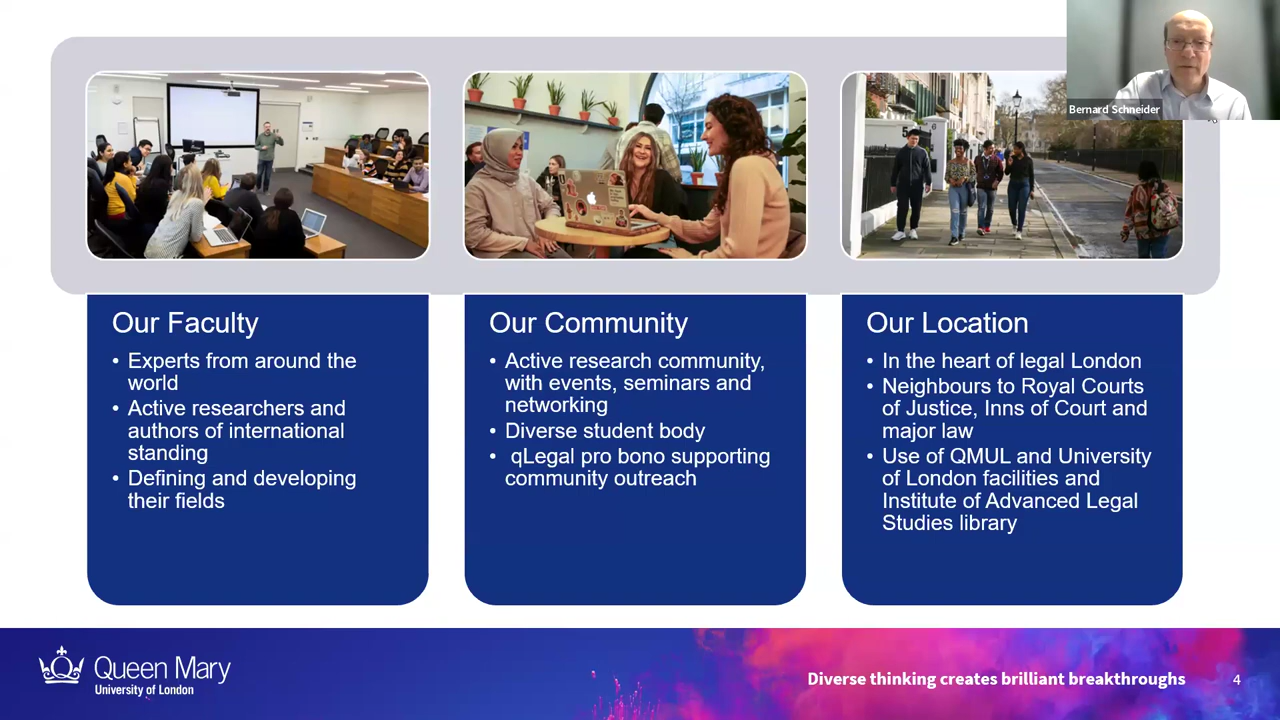 Bernard Schneider
Our Faculty
• Experts from around the
world
• Active researchers and
authors of international
standing
• Defining and developing
their fields
Our Community
• Active research community,
with events, seminars and
networking
• Diverse student body
• qLegal pro bono supporting
community outreach
Our Location
• In the heart of legal London
• Neighbours to Royal Courts
of Justice, Inns of Court and
major law
• Use of QMUL and University
of London facilities and
Institute of Advanced Legal
Studies library
Queen Mary
University of London
Diverse thinking creates brilliant breakthroughs
4